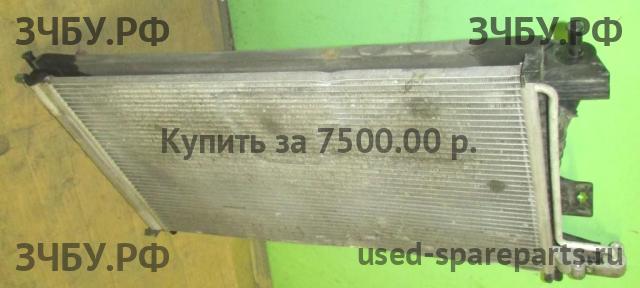 ЗЧБУ.РФ ЗЧБУ.РФ
Купить за 7500.00 р.
ЗЧБУ.РФ used-spareparts.ru